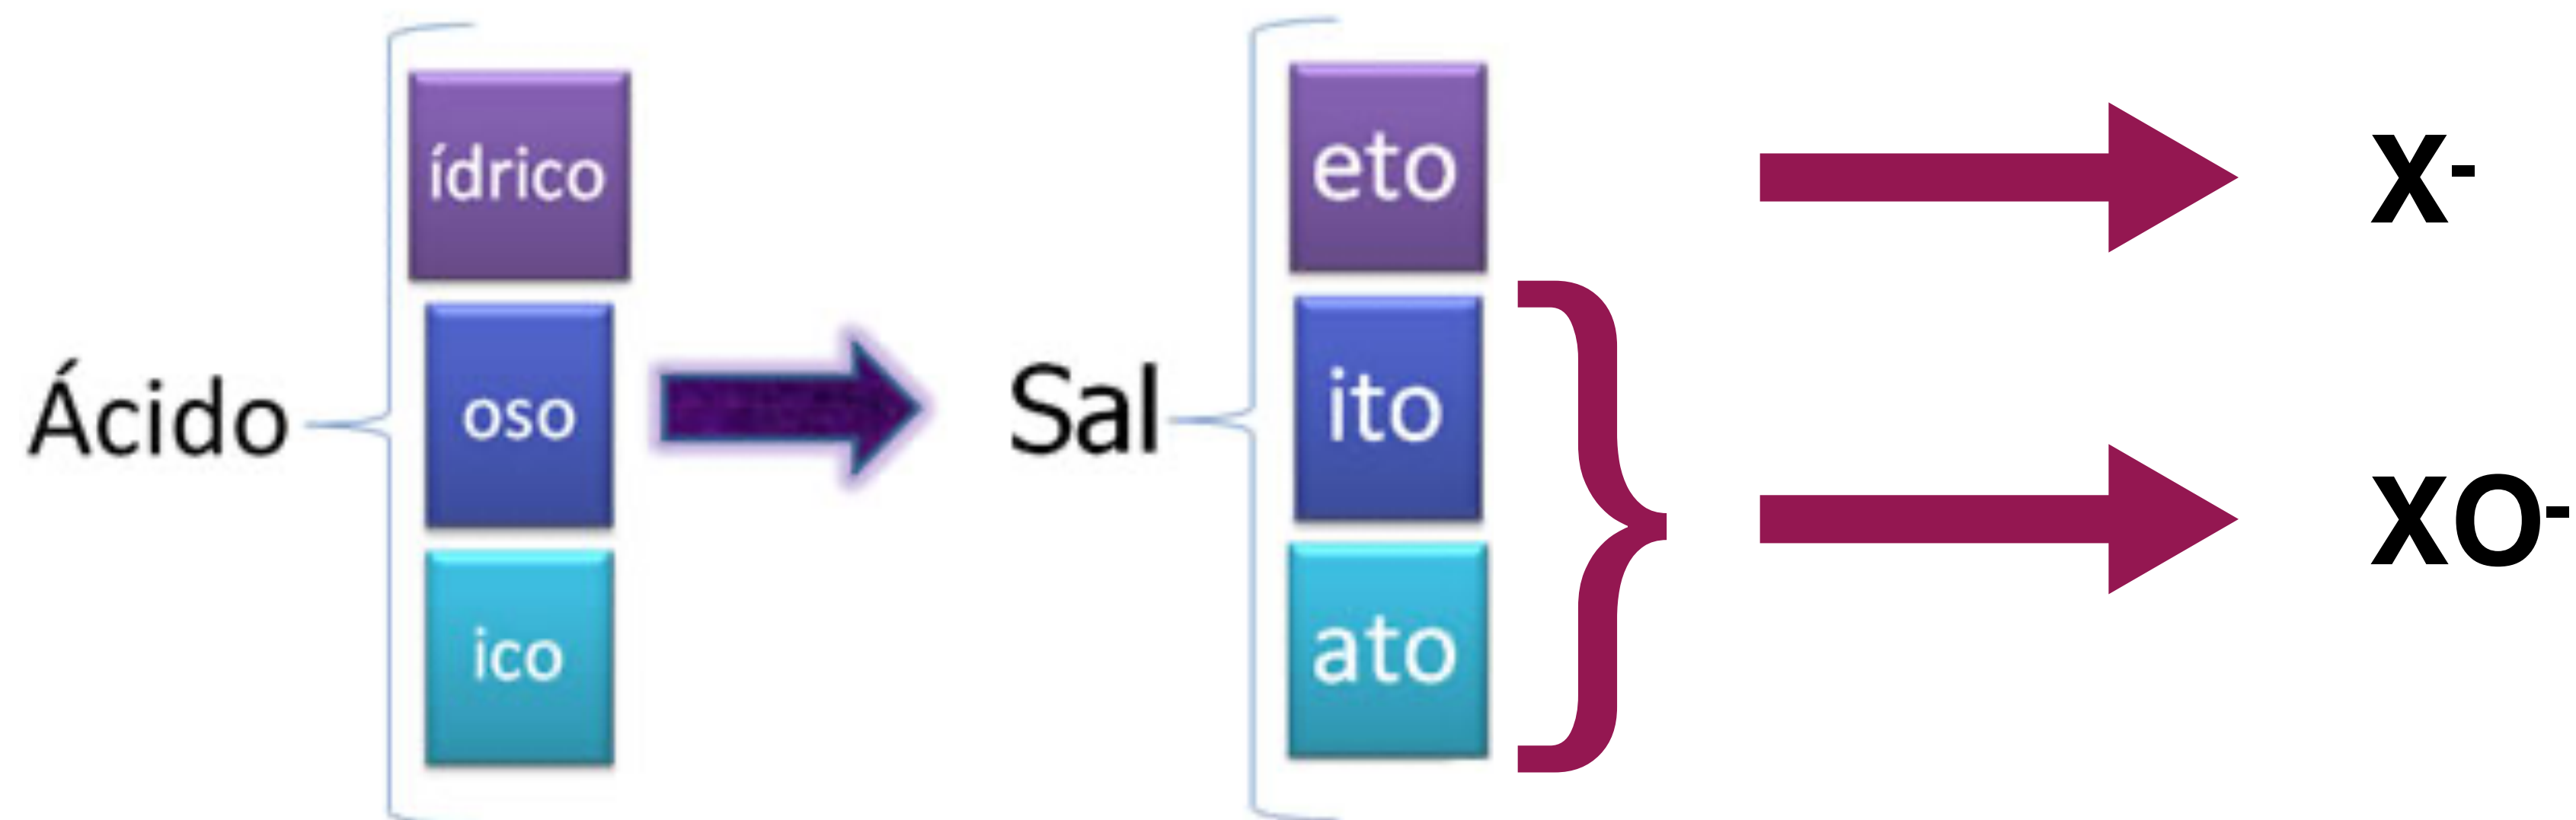 Ácido
ídrico
oso
ico
Sal
eto
ito
ato
X-
XO-